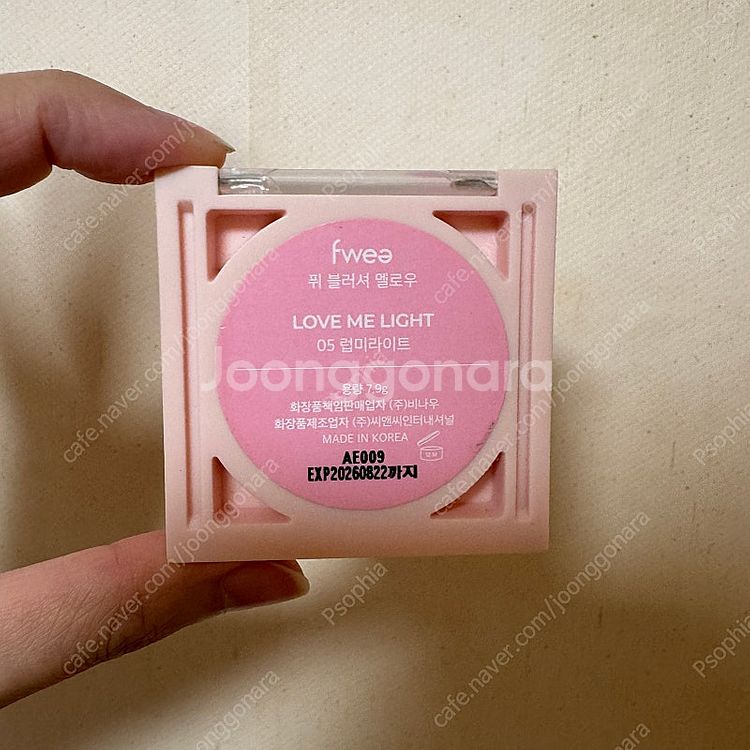 fwee
퓌 블러셔 멜로우
LOVE ME LIGHT
05 럽미라이트
Joonggonara
용량 7.9g
화장품책임판매업자 (주)비나우
화장품제조업자 (주)씨앤씨인터내셔널
MADE IN KOREA
12 M
AE009
EXP20260822까지
cafe.naver.com/joonggonara
Psophia